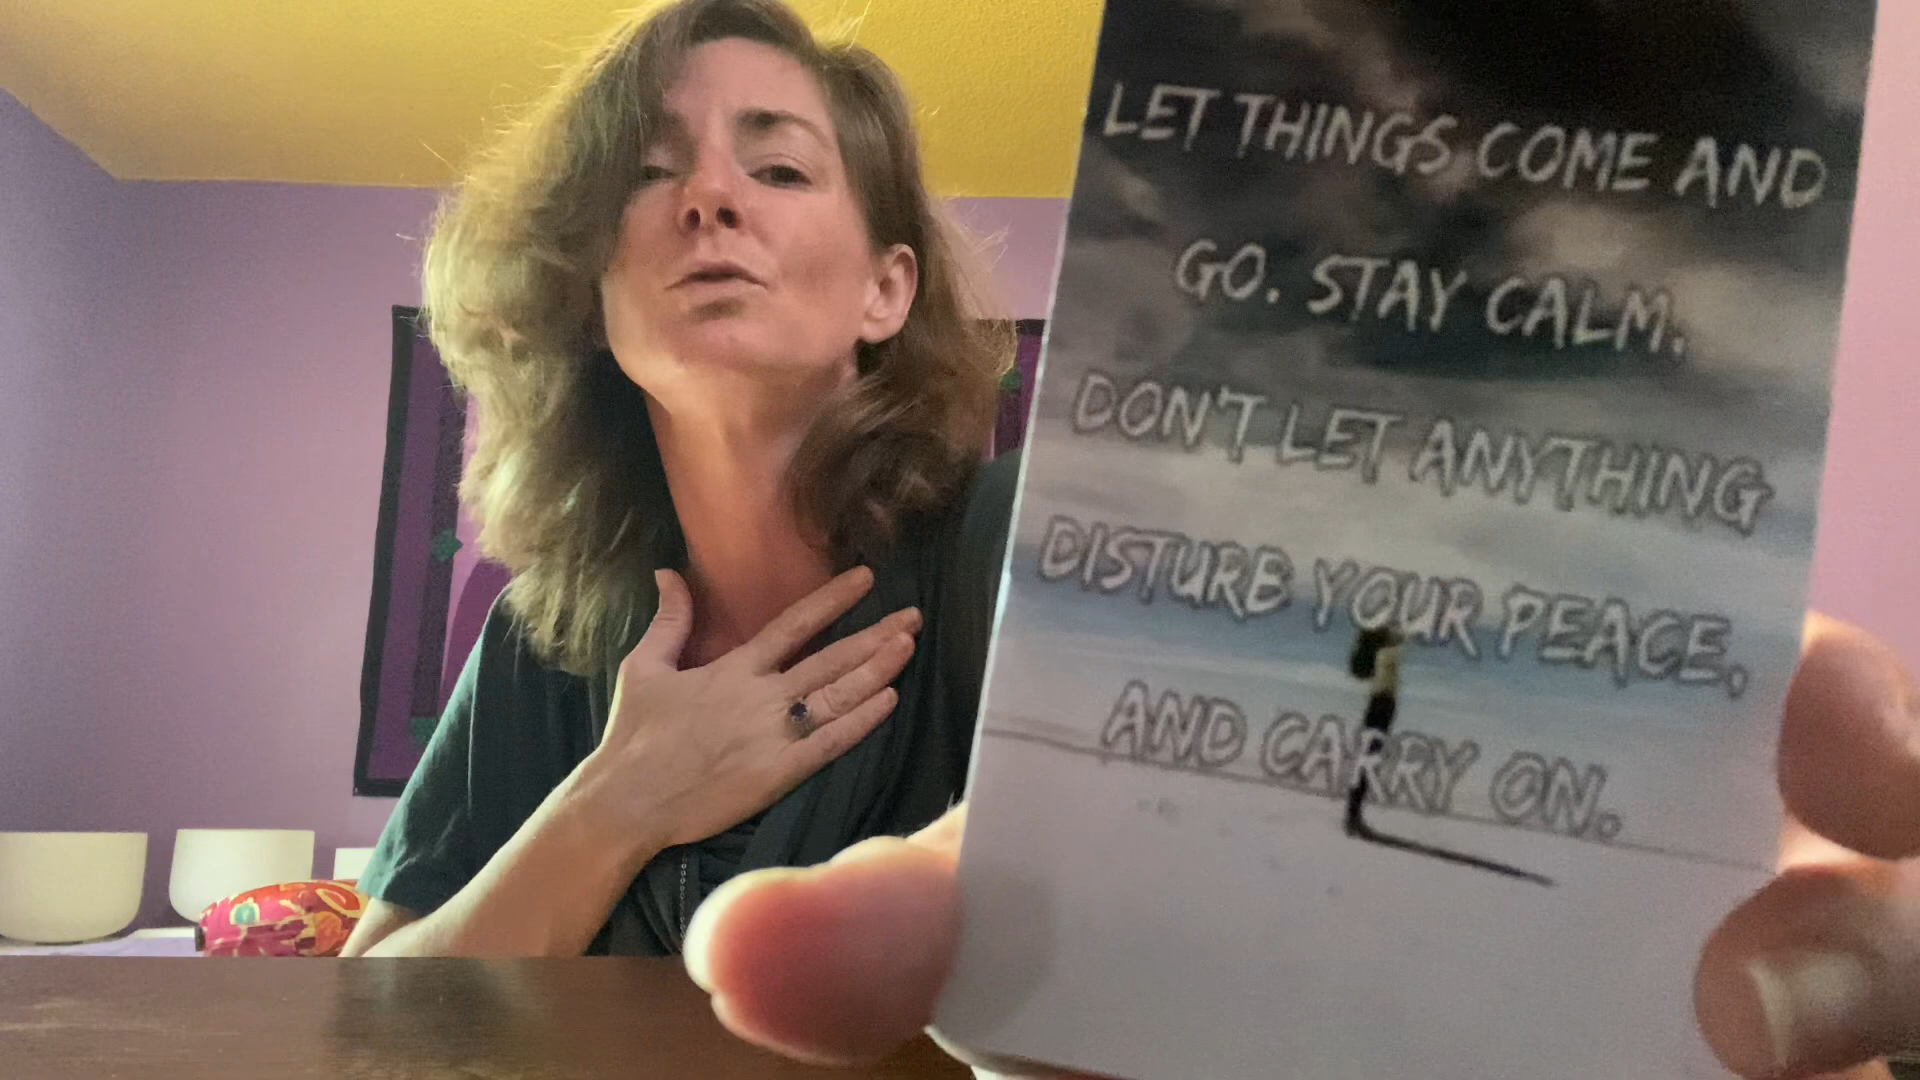 LET THINGS COME AND
GO. STAY CALM.
DON'T LET ANYTHING
DISTURB YOUR PEACE,
AND CARRY ON.